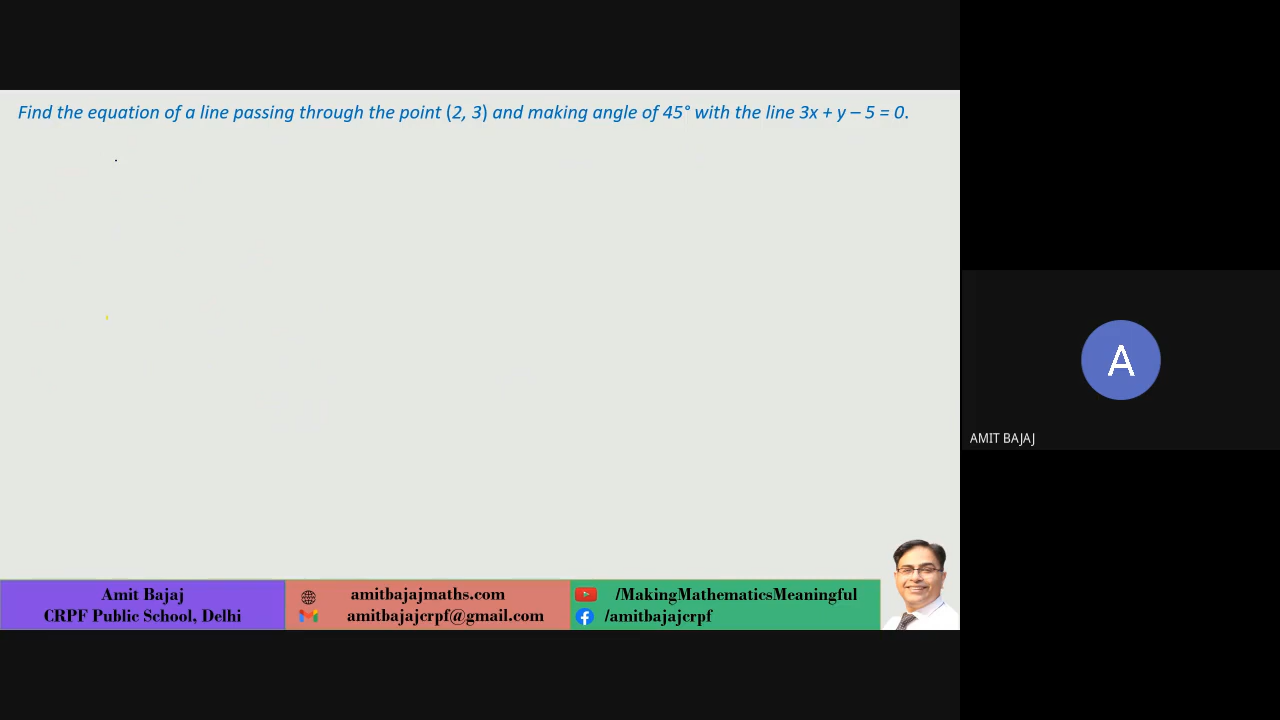 Find the equation of a line passing through the point (2, 3) and making angle of 45° with the line 3x + y – 5 = 0.
A
AMIT BAJAJ
Amit Bajaj
CRPF Public School, Delhi
amitbajajmaths.com
amitbajajcrpf@gmail.com
/MakingMathematicsMeaningful
/amitbajajcrpf